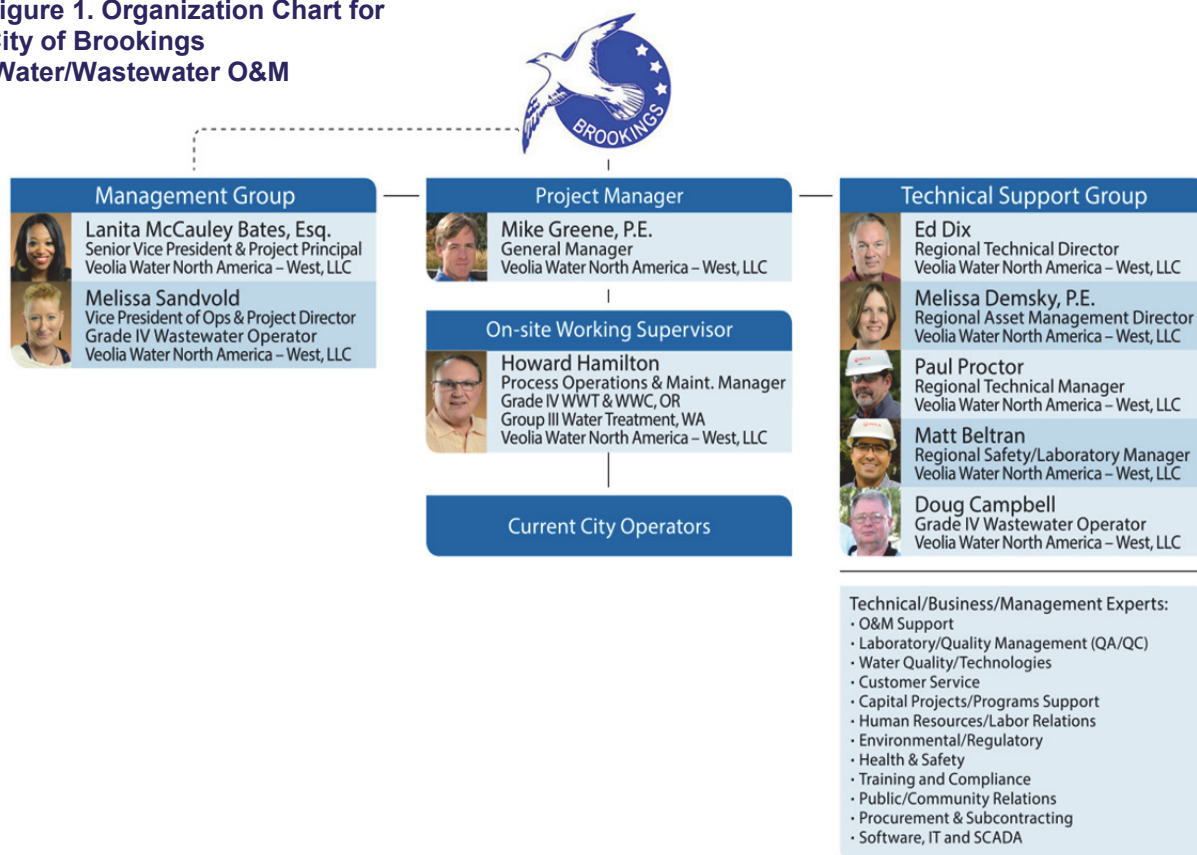 Figure 1. Organization Chart for
City of Brookings
Water/Wastewater O&M
BROOKINGS
Management Group
Lanita McCauley Bates, Esq.
Senior Vice President & Project Principal
Veolia Water North America – West, LLC
Melissa Sandvold
Vice President of Ops & Project Director
Grade IV Wastewater Operator
Veolia Water North America – West, LLC
Project Manager
Mike Greene, P.E.
General Manager
Veolia Water North America – West, LLC
On-site Working Supervisor
Howard Hamilton
Process Operations & Maint. Manager
Grade IV WWT & WWC, OR
Group III Water Treatment, WA
Veolia Water North America – West, LLC
Current City Operators
Technical Support Group
Ed Dix
Regional Technical Director
Veolia Water North America – West, LLC
Melissa Demsky, P.E.
Regional Asset Management Director
Veolia Water North America – West, LLC
Paul Proctor
Regional Technical Manager
Veolia Water North America – West, LLC
Matt Beltran
Regional Safety/Laboratory Manager
Veolia Water North America – West, LLC
Doug Campbell
Grade IV Wastewater Operator
Veolia Water North America – West, LLC
Technical/Business/Management Experts:
· O&M Support
· Laboratory/Quality Management (QA/QC)
· Water Quality/Technologies
· Customer Service
· Capital Projects/Programs Support
· Human Resources/Labor Relations
· Environmental/Regulatory
· Health & Safety
· Training and Compliance
· Public/Community Relations
· Procurement & Subcontracting
· Software, IT and SCADA